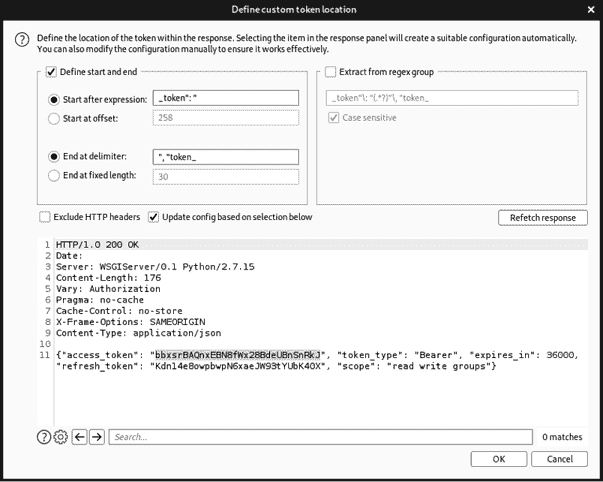 Define custom token location
Define the location of the token within the response. Selecting the item in the response panel will create a suitable configuration automatically.
You can also modify the configuration manually to ensure it works effectively.
Define start and end
Start after expression: _token": "
Start at offset: 258
End at delimiter: ", "token_
End at fixed length: 30
Extract from regex group
_token"\: "(.*?)"\, "token_
Case sensitive
Exclude HTTP headers
Update config based on selection below
Refetch response
1 HTTP/1.0 200 OK
2 Date:
3 Server: WSGIServer/0.1 Python/2.7.15
4 Content-Length: 176
5 Vary: Authorization
6 Pragma: no-cache
7 Cache-Control: no-store
8 X-Frame-Options: SAMEORIGIN
9 Content-Type: application/json
10
11 {"access_token": "bbxsrBAQnxEBN8fWx28BdeUBnSnRkJ", "token_type": "Bearer", "expires_in": 36000,
"refresh_token": "Kdn14e8owpbwpN6xaeJW93tYUbK40X", "scope": "read write groups"}
Search...
0 matches
OK
Cancel